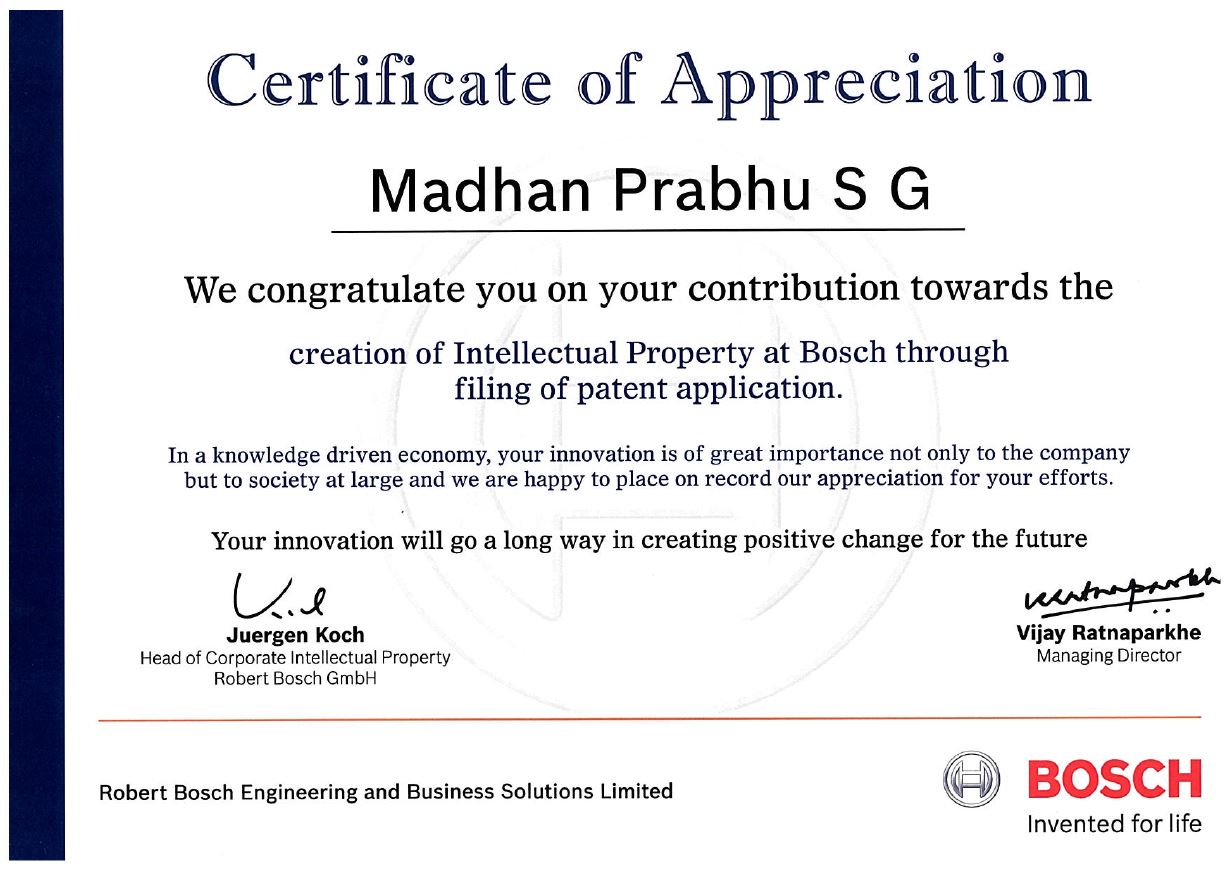 Certificate of Appreciation
Madhan Prabhu S G
We congratulate you on your contribution towards the
creation of Intellectual Property at Bosch through
filing of patent application.
In a knowledge driven economy, your innovation is of great importance not only to the company
but to society at large and we are happy to place on record our appreciation for your efforts.
Your innovation will go a long way in creating positive change for the future
Juergen Koch
Head of Corporate Intellectual Property
Robert Bosch GmbH
Vijay Ratnaparkhe
Managing Director
Robert Bosch Engineering and Business Solutions Limited
BOSCH
Invented for life